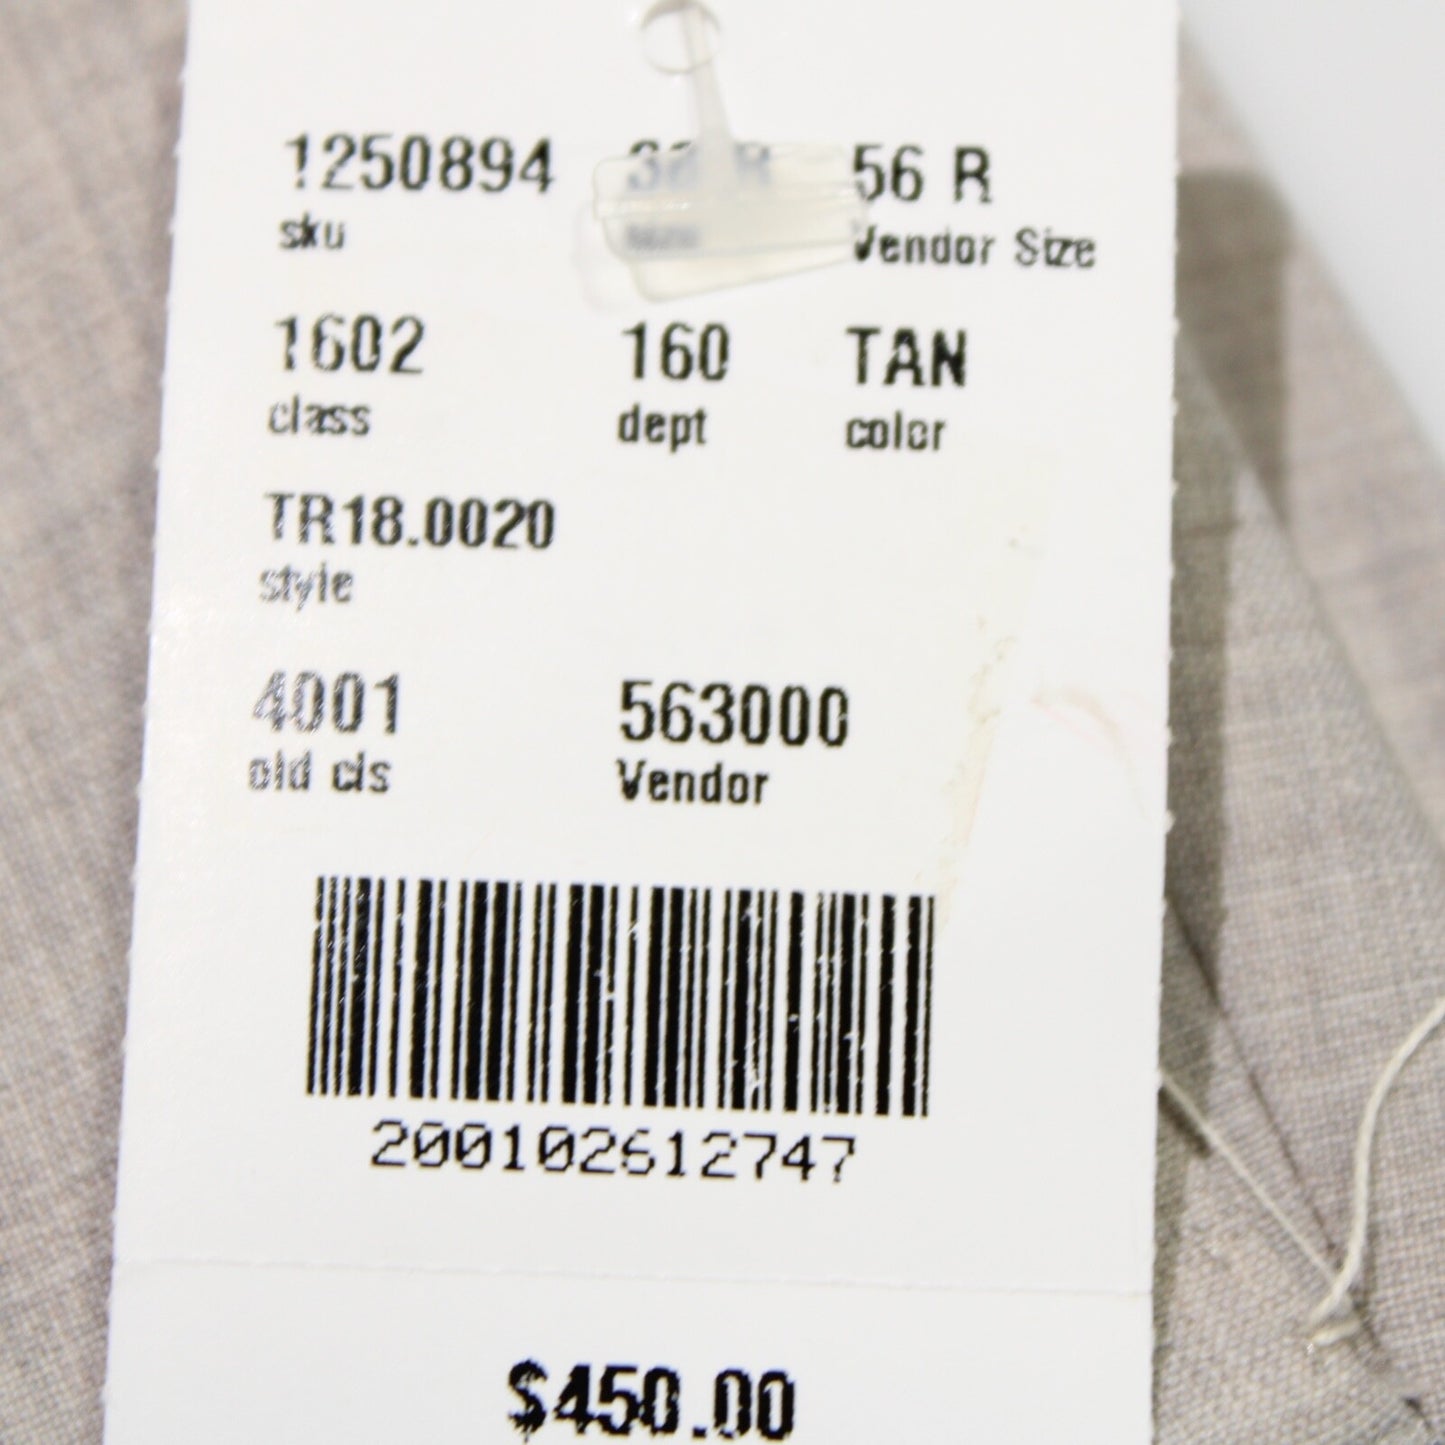 1250894 R 56 R
sku Vendor Size
1602 160 TAN
class dept color
TR18.0020
style
4001 563000
old cls Vendor
200102612747
$450.00